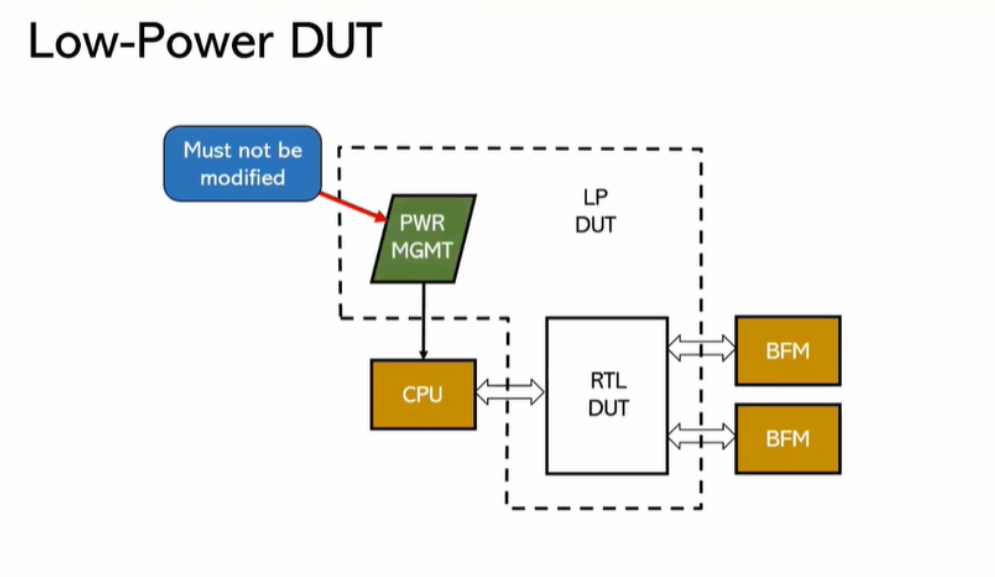 Low-Power DUT
Must not be
modified
LP
DUT
PWR
MGMT
RTL
DUT
BFM
CPU
BFM